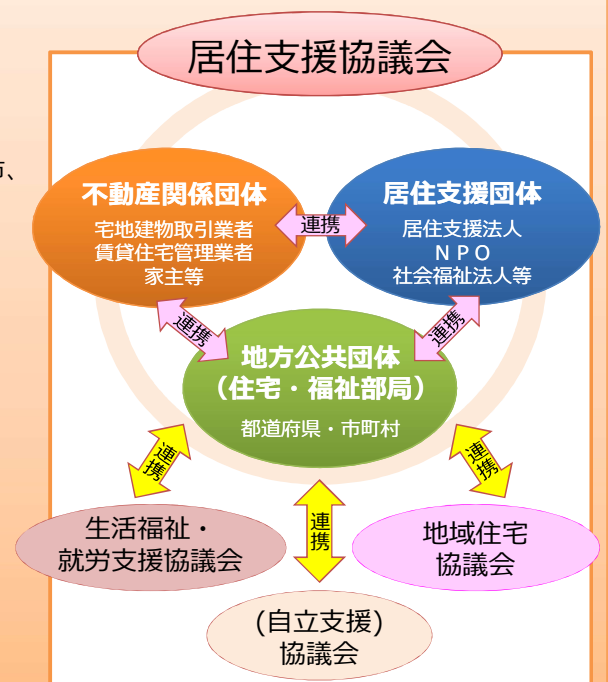 居住支援協議会
市、
不動産関係団体
宅地建物取引業者
賃貸住宅管理業者
家主等
連携
居住支援団体
居住支援法人
ＮＰＯ
社会福祉法人等
連携
連携
地方公共団体
（住宅・福祉部局）
都道府県・市町村
連携
連携
連携
生活福祉・
就労支援協議会
地域住宅
協議会
(自立支援)
協議会